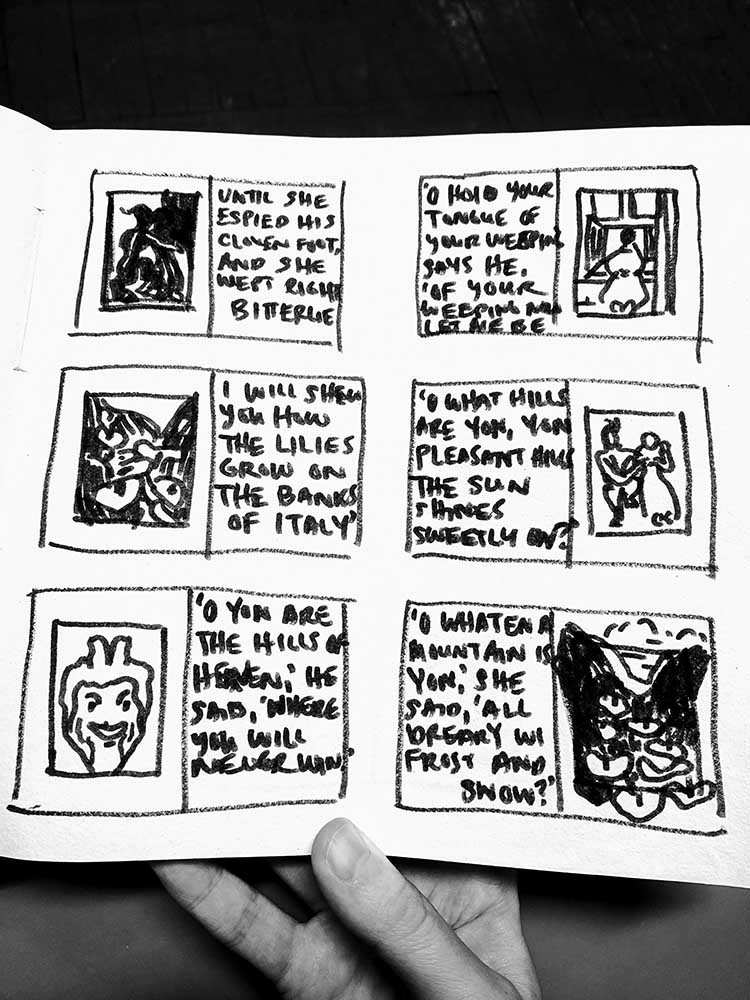 UNTIL SHE
ESPIED HIS
CLOVEN FOOT,
AND SHE
WEPT RIGHT
BITTERLIE
'O HOLD YOUR
TONGUE OF
YOUR WEEPING
SAYS HE,
'OF YOUR
WEEPING NOW
LET ME BE
I WILL SHEW
YOU HOW
THE LILIES
GROW ON
THE BANKS
OF ITALY'
'O WHAT HILLS
ARE YON, YON
PLEASANT HILLS
THE SUN
SHINES
SWEETLY ON?'
'O YON ARE
THE HILLS OF
HEAVEN,' HE
SAID, 'WHERE
YOU WILL
NEVER WIN.'
'O WHATEN A
MOUNTAIN IS
YON,' SHE
SAID, 'ALL
DREARY WI
FROST AND
SNOW?'